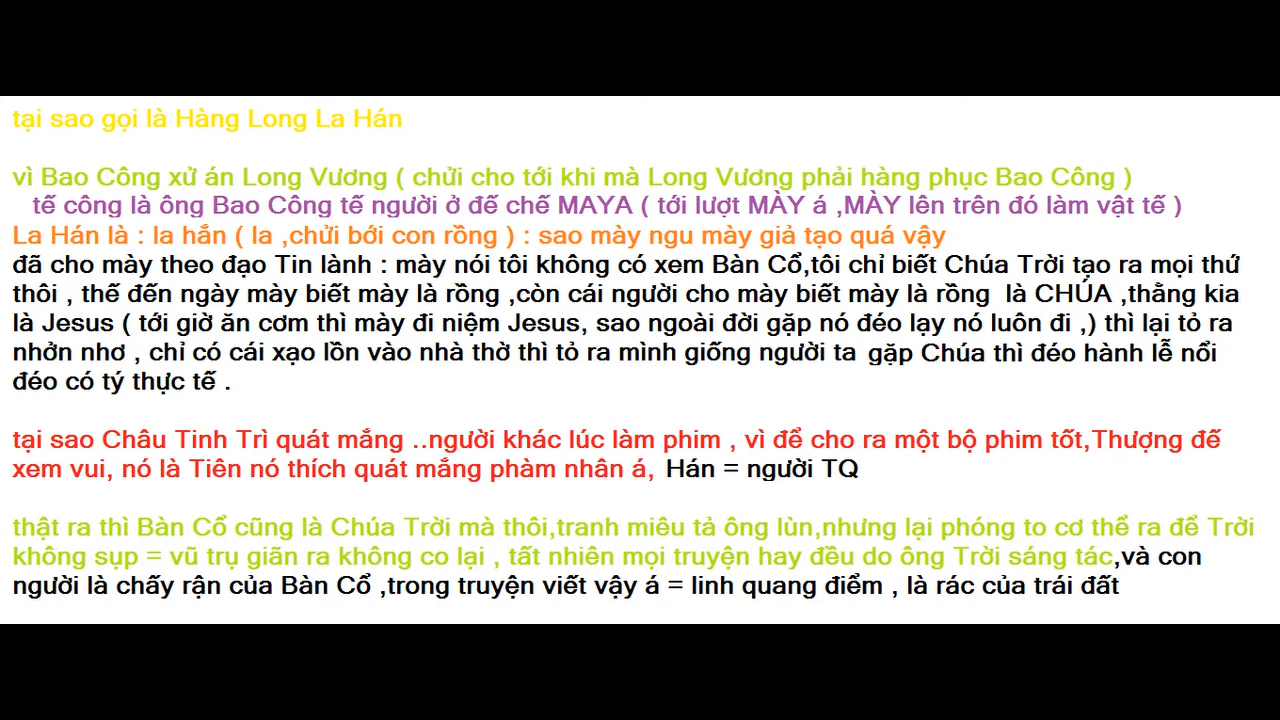 tại sao gọi là Hàng Long La Hán
vì Bao Công xử án Long Vương ( chửi cho tới khi mà Long Vương phải hàng phục Bao Công )
tế công là ông Bao Công tế người ở đế chế MAYA ( tới lượt MÀY á ,MÀY lên trên đó làm vật tế )
La Hán là : la hắn ( la ,chửi bới con rồng ) : sao mày ngu mày giả tạo quá vậy
đã cho mày theo đạo Tin lành : mày nói tôi không có xem Bàn Cổ,tôi chỉ biết Chúa Trời tạo ra mọi thứ
thôi , thế đến ngày mày biết mày là rồng ,còn cái người cho mày biết mày là rồng  là CHÚA ,thằng kia
là Jesus ( tới giờ ăn cơm thì mày đi niệm Jesus, sao ngoài đời gặp nó đéo lạy nó luôn đi ,) thì lại tỏ ra
nhởn nhơ , chỉ có cái xạo lồn vào nhà thờ thì tỏ ra mình giống người ta gặp Chúa thì đéo hành lễ nổi
đéo có tý thực tế .
tại sao Châu Tinh Trì quát mắng ..người khác lúc làm phim , vì để cho ra một bộ phim tốt,Thượng đế
xem vui, nó là Tiên nó thích quát mắng phàm nhân á, Hán = người TQ
thật ra thì Bàn Cổ cũng là Chúa Trời mà thôi,tranh miêu tả ông lùn,nhưng lại phóng to cơ thể ra để Trời
không sụp = vũ trụ giãn ra không co lại , tất nhiên mọi truyện hay đều do ông Trời sáng tác,và con
người là chấy rận của Bàn Cổ ,trong truyện viết vậy á = linh quang điểm , là rác của trái đất